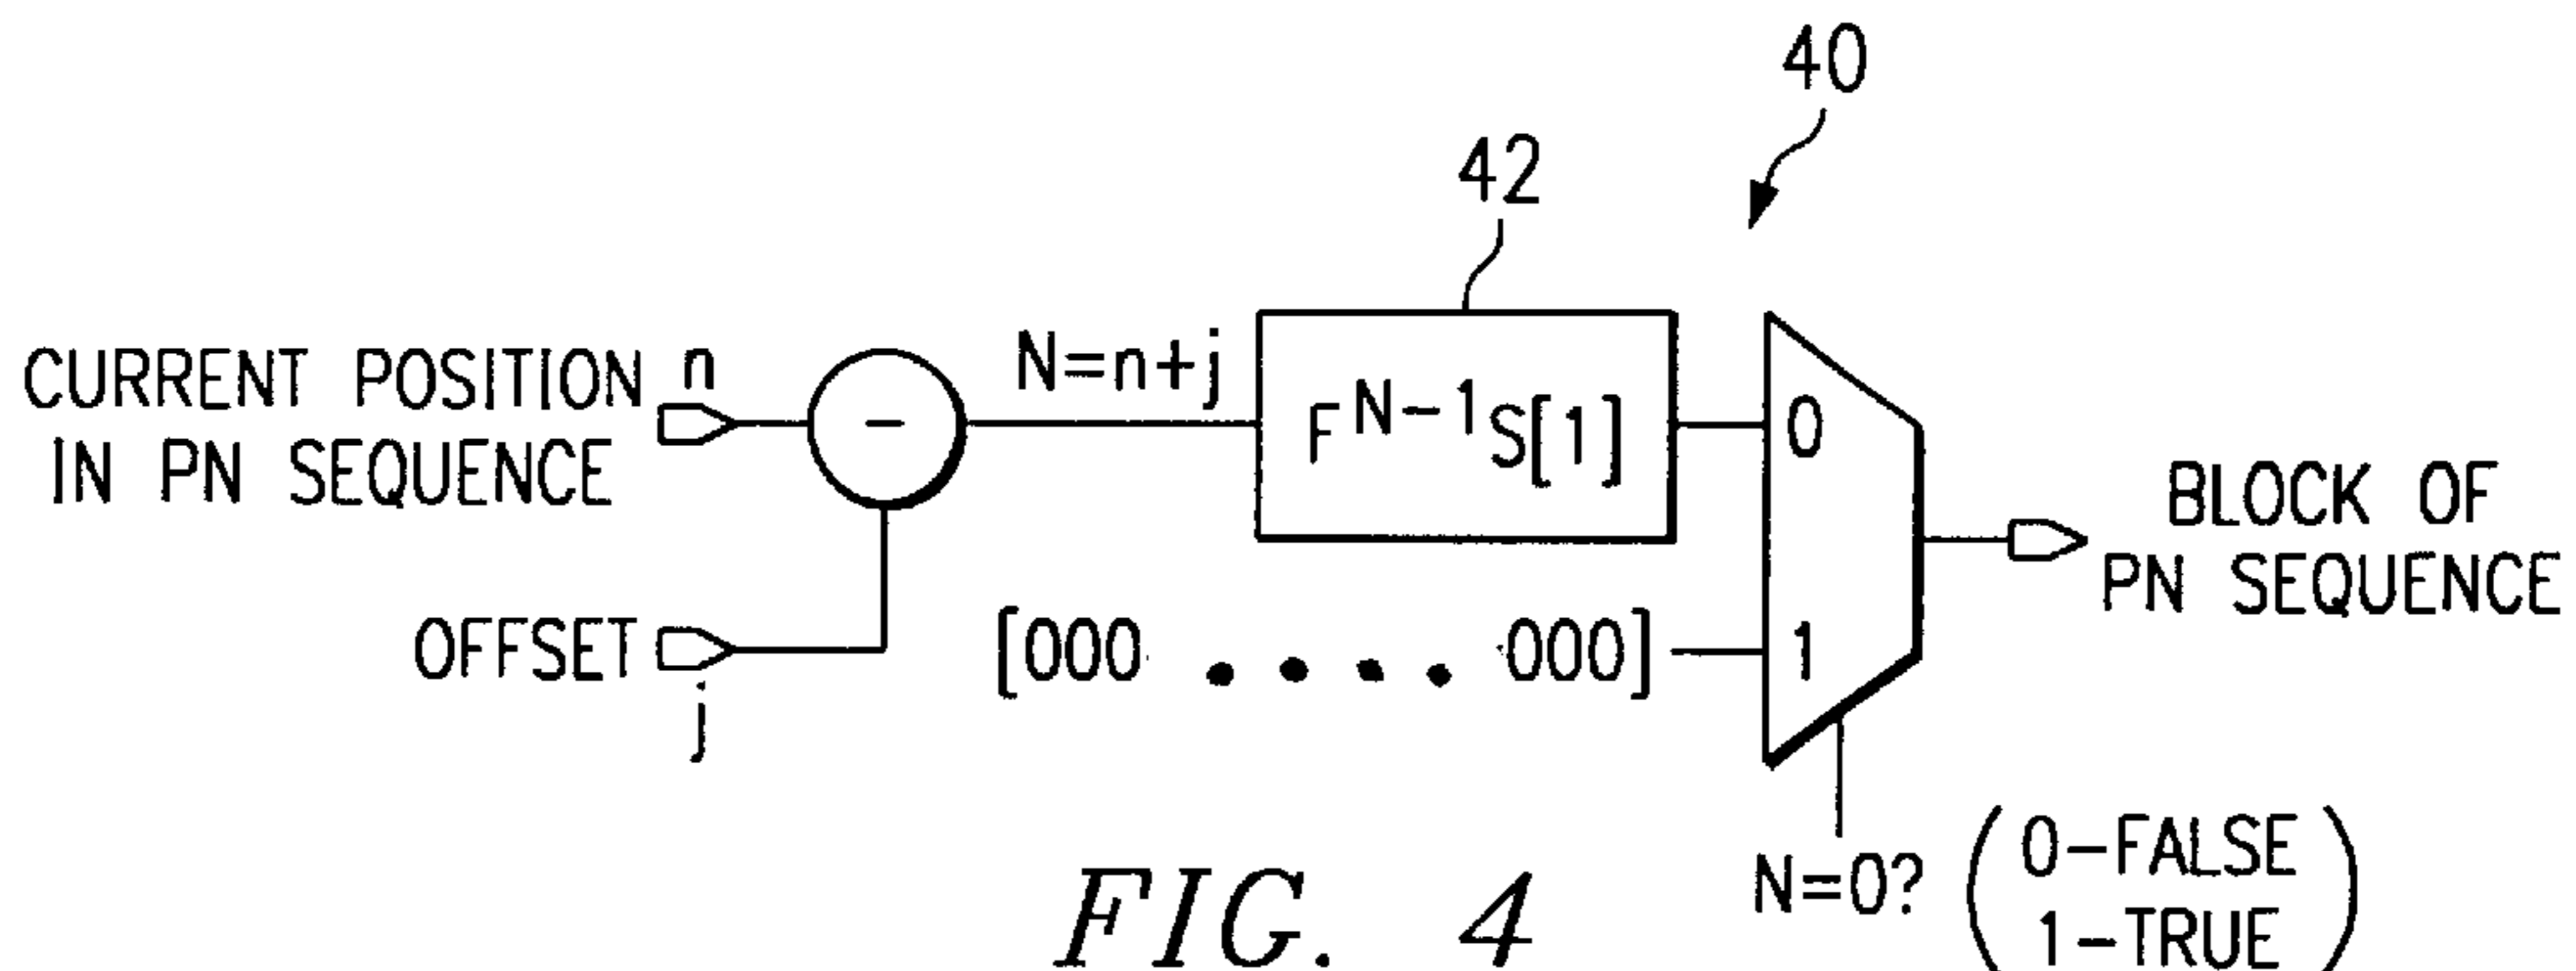 40
42
CURRENT POSITION
IN PN SEQUENCE
n
-
N=n+j
F^{N-1}S[1]
0
BLOCK OF
PN SEQUENCE
OFFSET
j
[000 • • • • 000]
1
N=0?
(0-FALSE
1-TRUE)
FIG. 4